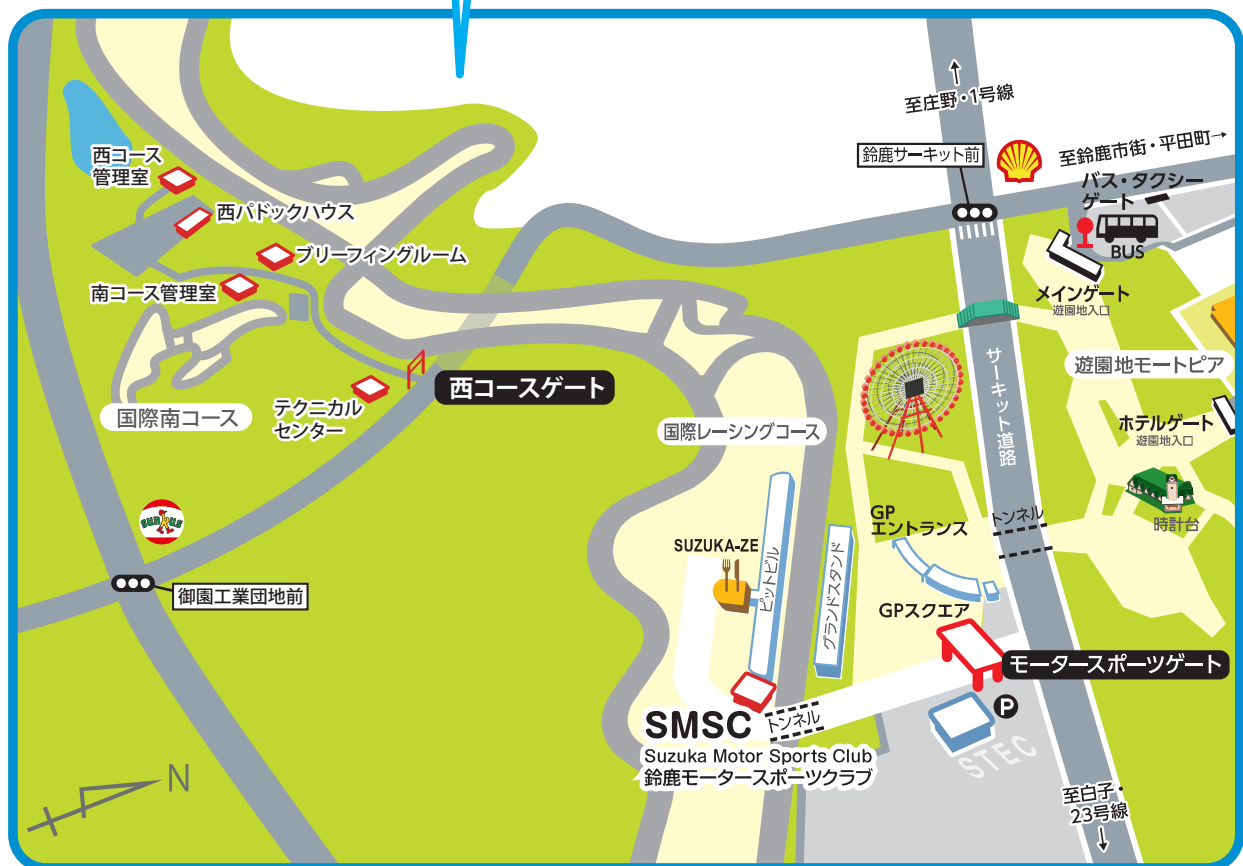 至庄野・1号線
鈴鹿サーキット前
至鈴鹿市街・平田町→
バス・タクシー
ゲート
BUS
西コース
管理室
西パドックハウス
ブリーフィングルーム
南コース管理室
メインゲート
遊園地入口
サーキット道路
遊園地モートピア
西コースゲート
国際南コース
テクニカル
センター
国際レーシングコース
ホテルゲート
遊園地入口
時計台
sunkus
御園工業団地前
SUZUKA-ZE
ピットビル
グランドスタンド
GP
エントランス
トンネル
GPスクエア
モータースポーツゲート
P
STEC
SMSC
トンネル
Suzuka Motor Sports Club
鈴鹿モータースポーツクラブ
至白子・
23号線
N